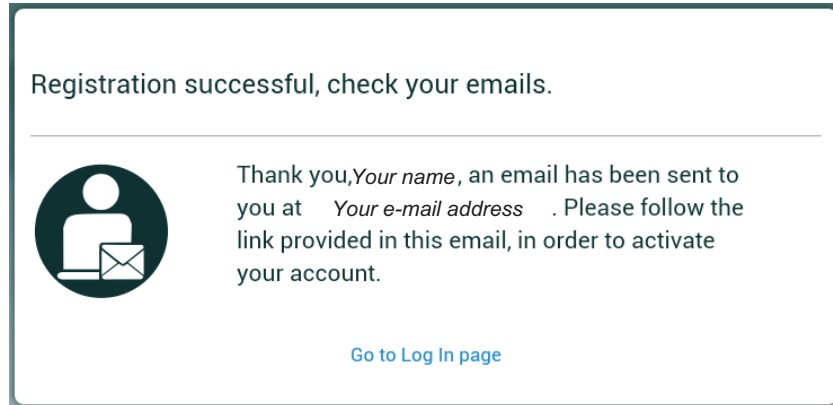 Registration successful, check your emails.
Thank you,Your name, an email has been sent to
you at Your e-mail address . Please follow the
link provided in this email, in order to activate
your account.
Go to Log In page